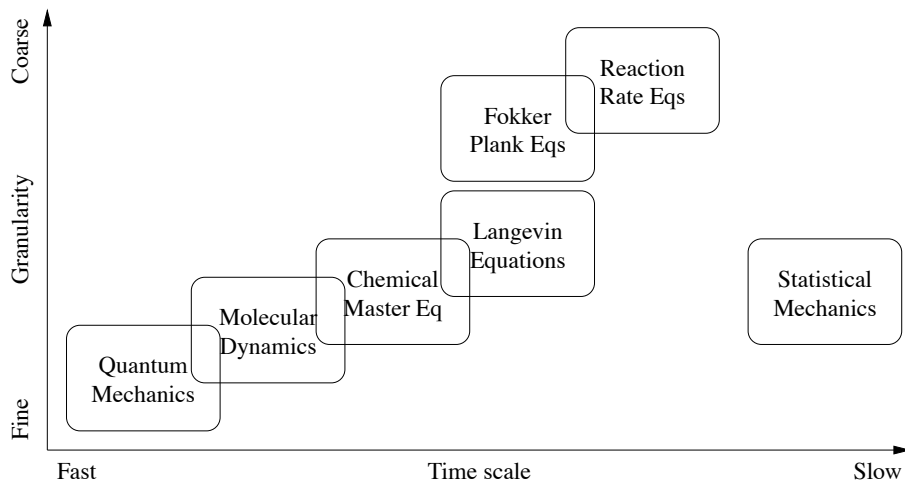 Coarse
Granularity
Fine
Reaction
Rate Eqs
Fokker
Plank Eqs
Langevin
Equations
Chemical
Master Eq
Statistical
Mechanics
Molecular
Dynamics
Quantum
Mechanics
Fast
Time scale
Slow